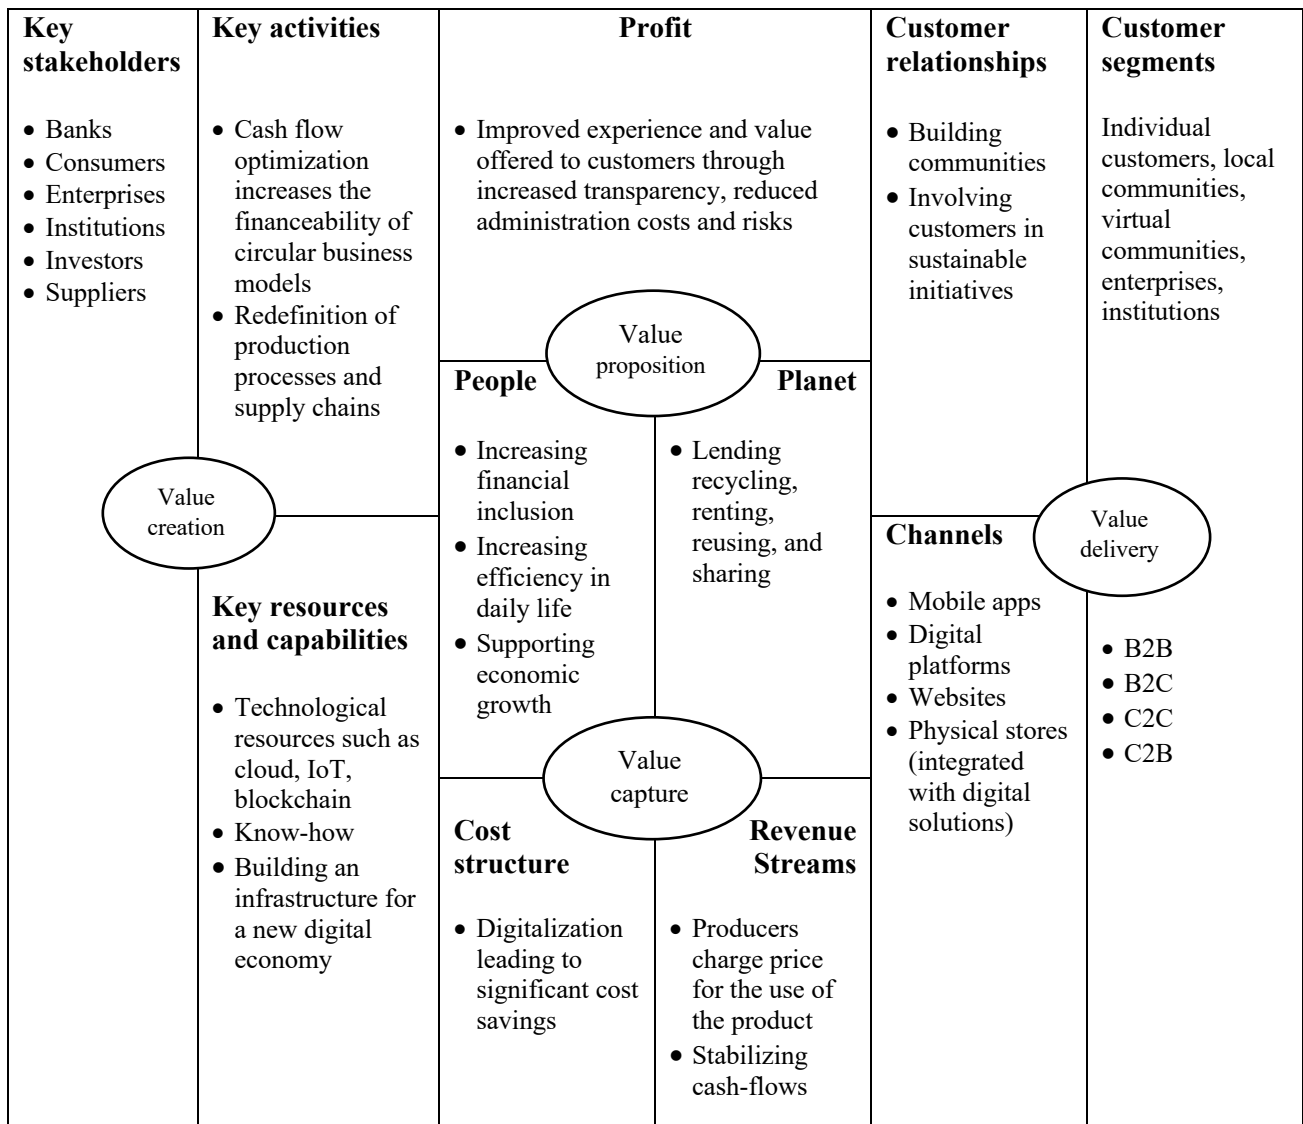 Key
stakeholders
• Banks
• Consumers
• Enterprises
• Institutions
• Investors
• Suppliers
Key activities
• Cash flow
optimization
increases the
financeability of
circular business
models
• Redefinition of
production
processes and
supply chains
Value
creation
Key resources
and capabilities
• Technological
resources such as
cloud, IoT,
blockchain
• Know-how
• Building an
infrastructure for
a new digital
economy
Profit
• Improved experience and value
offered to customers through
increased transparency, reduced
administration costs and risks
Value
proposition
People
• Increasing
financial
inclusion
• Increasing
efficiency in
daily life
• Supporting
economic
growth
Planet
• Lending
recycling,
renting,
reusing, and
sharing
Value
capture
Cost
structure
• Digitalization
leading to
significant cost
savings
Revenue
Streams
• Producers
charge price
for the use of
the product
• Stabilizing
cash-flows
Customer
relationships
• Building
communities
• Involving
customers in
sustainable
initiatives
Channels
• Mobile apps
• Digital
platforms
• Websites
• Physical stores
(integrated
with digital
solutions)
Customer
segments
Individual
customers, local
communities,
virtual
communities,
enterprises,
institutions
Value
delivery
• B2B
• B2C
• C2C
• C2B